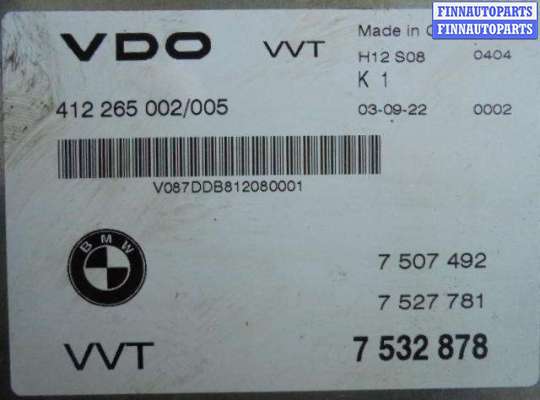 FINNAUTOPARTS
FINNAUTOPARTS
VDO VVT Made in
H12 S08 0404
K 1
412 265 002/005 03-09-22 0002
V087DDB812080001
BMW
7 507 492
7 527 781
VVT 7 532 878